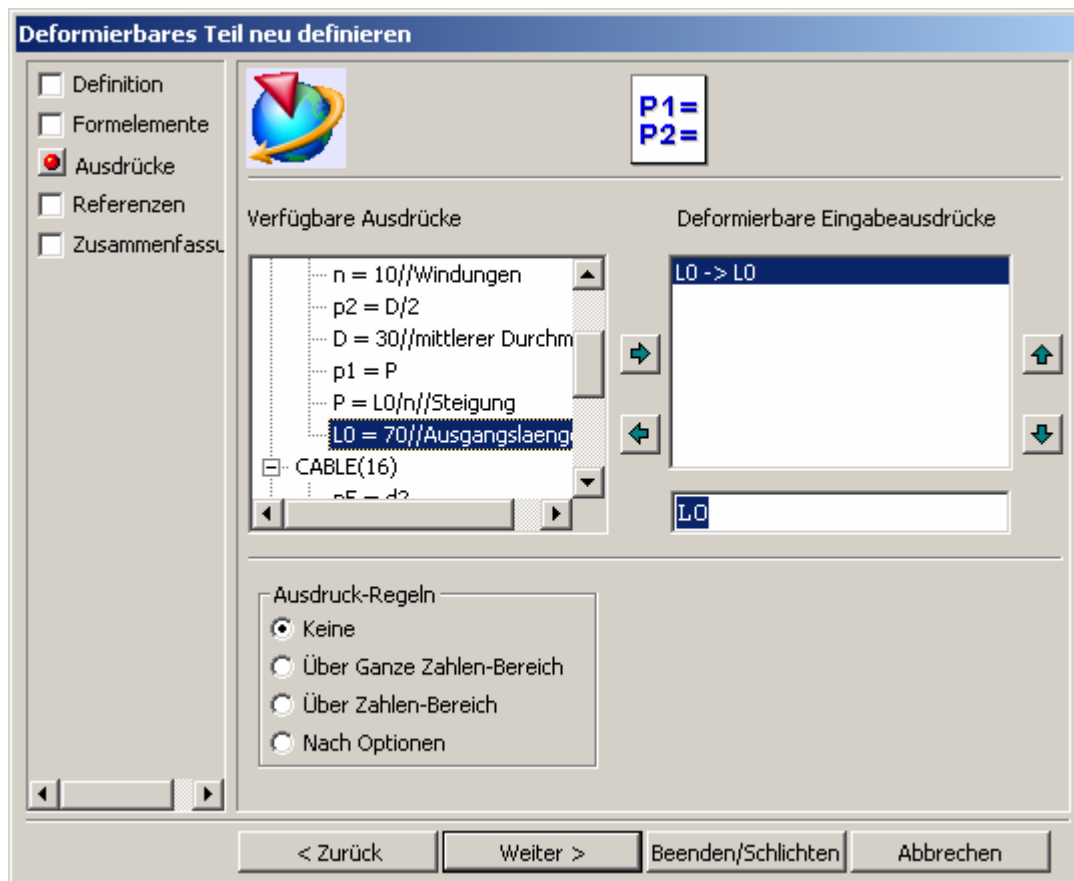 Deformierbares Teil neu definieren
Definition
Formelemente
Ausdrücke
Referenzen
Zusammenfassu
P1=
P2=
Verfügbare Ausdrücke
n = 10//Windungen
p2 = D/2
D = 30//mittlerer Durchm
p1 = P
P = L0/n//Steigung
L0 = 70//Ausgangslaenge
CABLE(16)
Deformierbare Eingabeausdrücke
L0 -> L0
L0
Ausdruck-Regeln
Keine
Über Ganze Zahlen-Bereich
Über Zahlen-Bereich
Nach Optionen
< Zurück
Weiter >
Beenden/Schlichten
Abbrechen